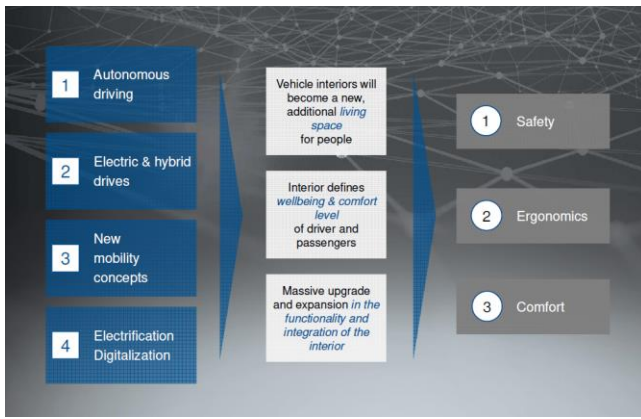 1
Autonomous
driving
2
Electric & hybrid
drives
3
New
mobility
concepts
4
Electrification
Digitalization
Vehicle interiors will
become a new,
additional living
space
for people
Interior defines
wellbeing & comfort
level
of driver and
passengers
Massive upgrade
and expansion in the
functionality and
integration of the
interior
1
Safety
2
Ergonomics
3
Comfort